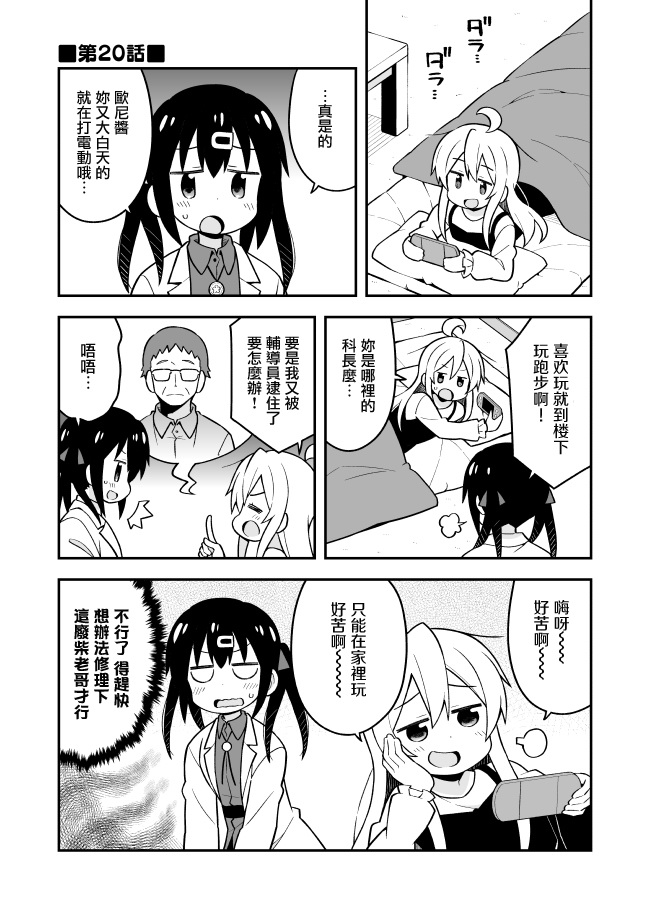 ■第20話■
ダラ…
ダラ…
…真是的
歐尼醬
妳又大白天的
就在打電動哦…
喜欢玩就到楼下
玩跑步啊！
妳是哪裡的
科長麼…
要是我又被
輔導員逮住了
要怎麼辦！
唔唔…
嗨呀～～～
好苦啊～～～
只能在家裡玩
好苦啊～～～
不行了 得趕快
想辦法修理下
這廢柴老哥才行